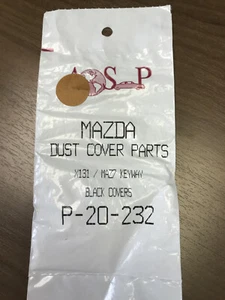 A S P
MAZDA
DUST COVER PARTS
X131 / MAZ7 KEYWAY
BLACK COVERS
P-20-232